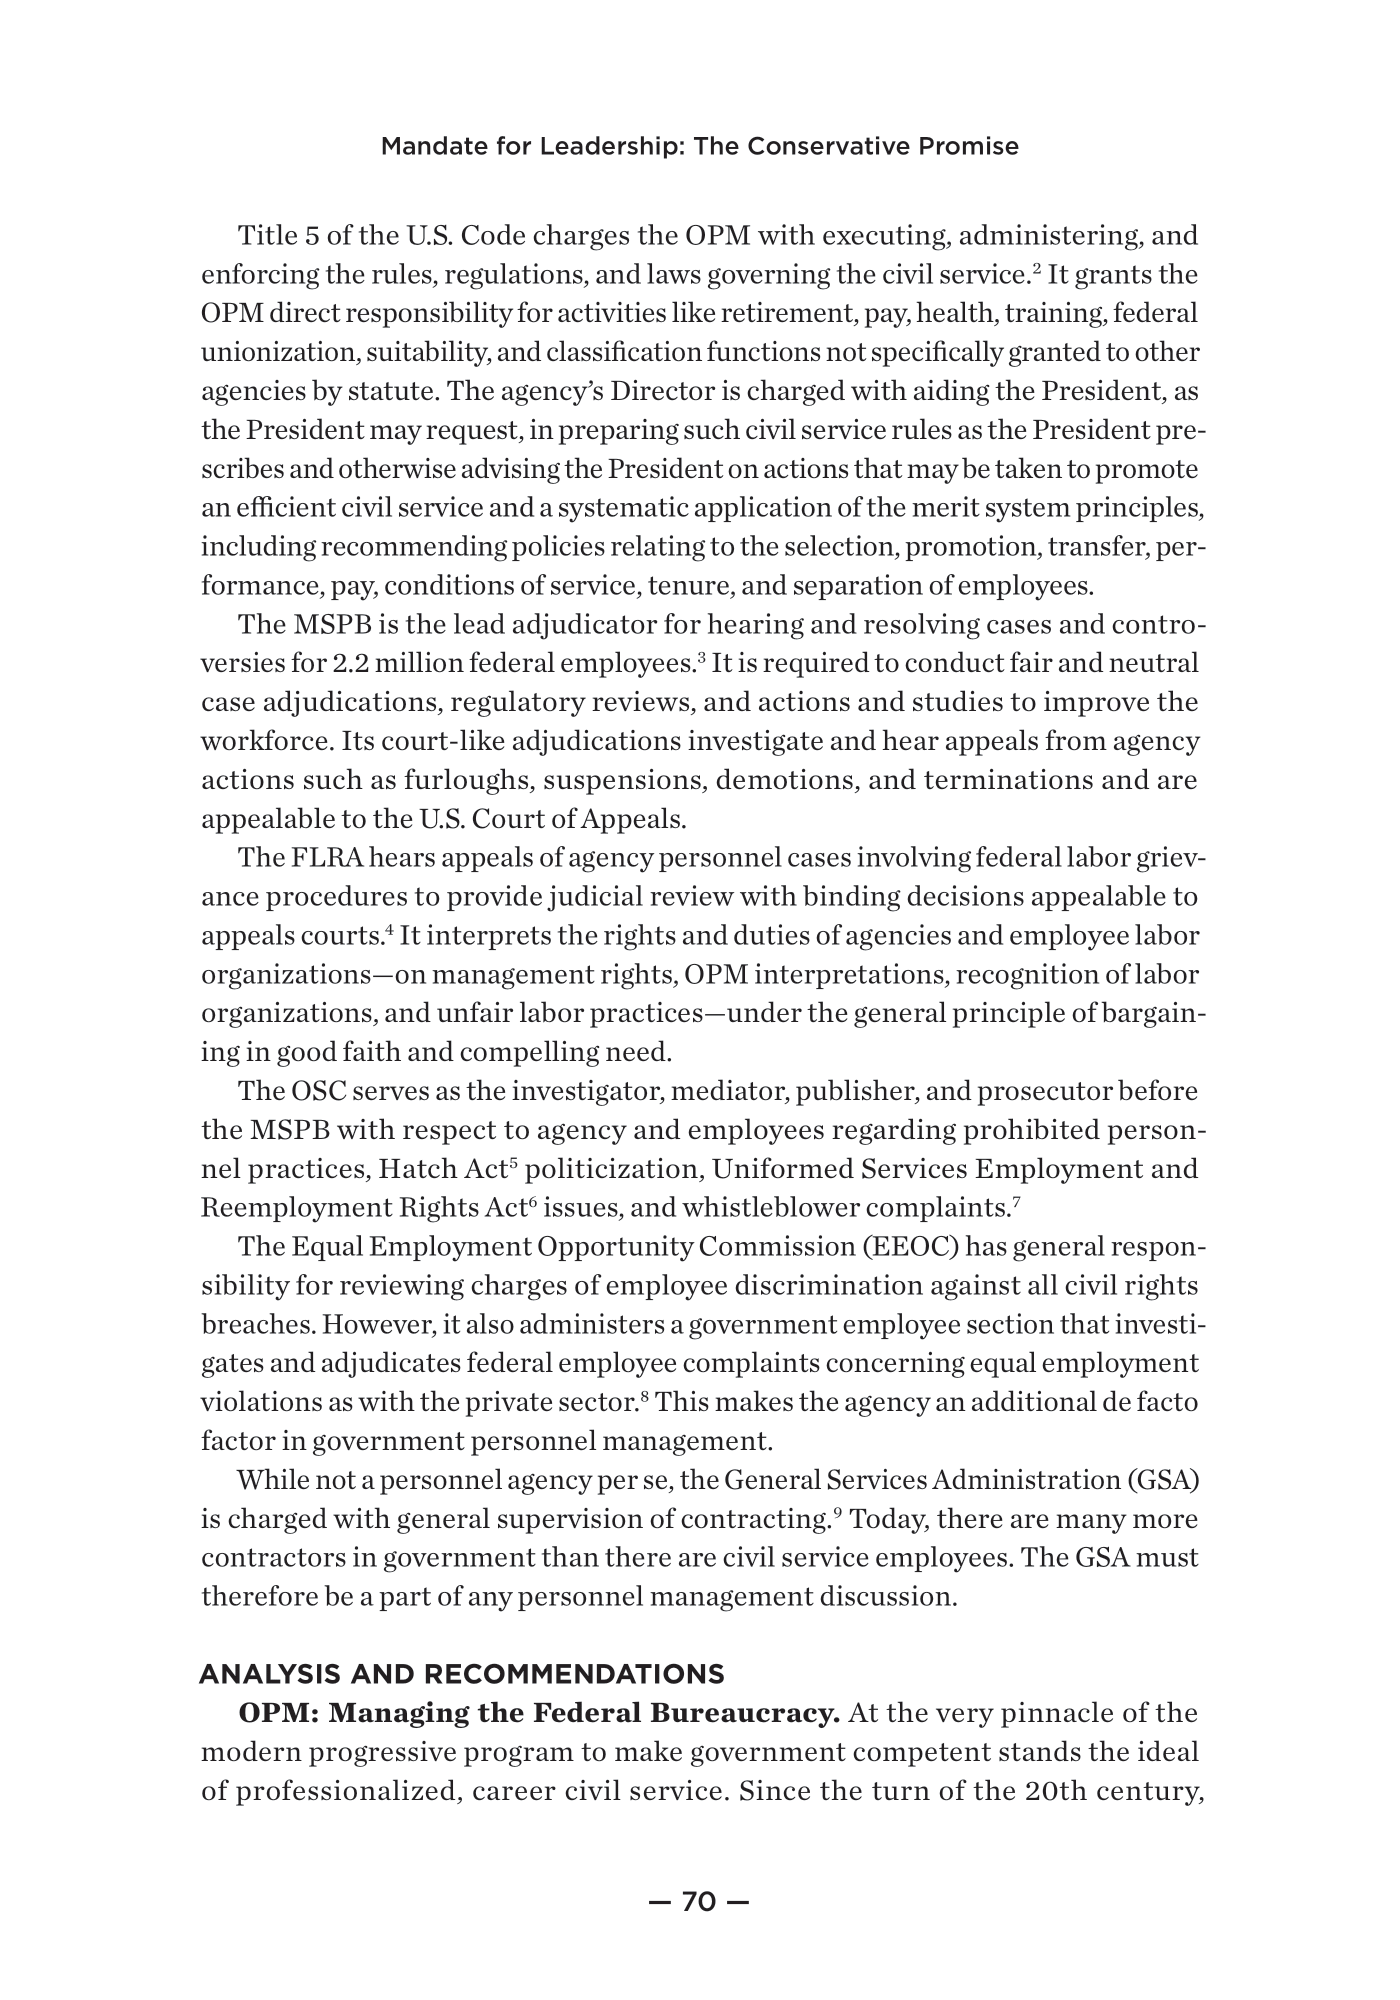 Mandate for Leadership: The Conservative Promise
Title 5 of the U.S. Code charges the OPM with executing, administering, and
enforcing the rules, regulations, and laws governing the civil service.² It grants the
OPM direct responsibility for activities like retirement, pay, health, training, federal
unionization, suitability, and classification functions not specifically granted to other
agencies by statute. The agency’s Director is charged with aiding the President, as
the President may request, in preparing such civil service rules as the President pre-
scribes and otherwise advising the President on actions that may be taken to promote
an efficient civil service and a systematic application of the merit system principles,
including recommending policies relating to the selection, promotion, transfer, per-
formance, pay, conditions of service, tenure, and separation of employees.
The MSPB is the lead adjudicator for hearing and resolving cases and contro-
versies for 2.2 million federal employees.³ It is required to conduct fair and neutral
case adjudications, regulatory reviews, and actions and studies to improve the
workforce. Its court-like adjudications investigate and hear appeals from agency
actions such as furloughs, suspensions, demotions, and terminations and are
appealable to the U.S. Court of Appeals.
The FLRA hears appeals of agency personnel cases involving federal labor griev-
ance procedures to provide judicial review with binding decisions appealable to
appeals courts.⁴ It interprets the rights and duties of agencies and employee labor
organizations—on management rights, OPM interpretations, recognition of labor
organizations, and unfair labor practices—under the general principle of bargain-
ing in good faith and compelling need.
The OSC serves as the investigator, mediator, publisher, and prosecutor before
the MSPB with respect to agency and employees regarding prohibited person-
nel practices, Hatch Act⁵ politicization, Uniformed Services Employment and
Reemployment Rights Act⁶ issues, and whistleblower complaints.⁷
The Equal Employment Opportunity Commission (EEOC) has general respon-
sibility for reviewing charges of employee discrimination against all civil rights
breaches. However, it also administers a government employee section that investi-
gates and adjudicates federal employee complaints concerning equal employment
violations as with the private sector.⁸ This makes the agency an additional de facto
factor in government personnel management.
While not a personnel agency per se, the General Services Administration (GSA)
is charged with general supervision of contracting.⁹ Today, there are many more
contractors in government than there are civil service employees. The GSA must
therefore be a part of any personnel management discussion.
ANALYSIS AND RECOMMENDATIONS
OPM: Managing the Federal Bureaucracy. At the very pinnacle of the
modern progressive program to make government competent stands the ideal
of professionalized, career civil service. Since the turn of the 20th century,
— 70 —